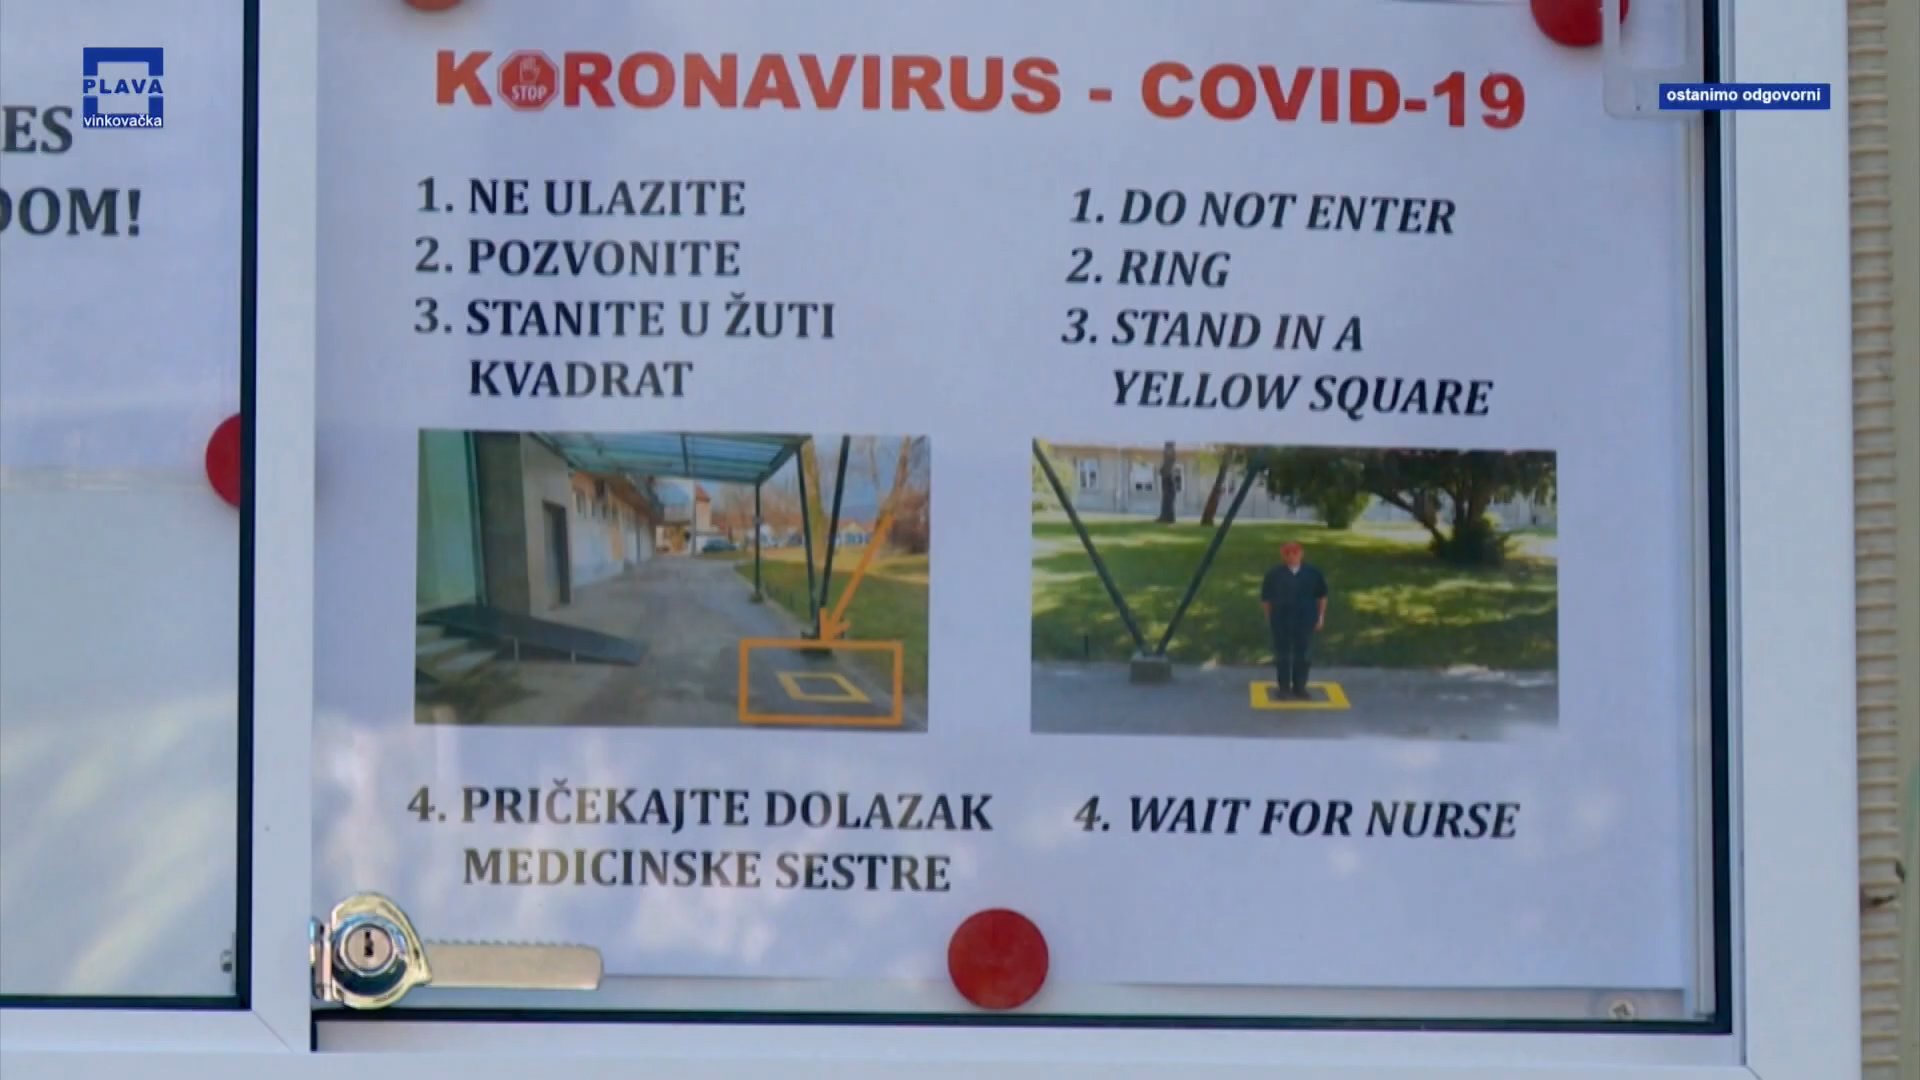 PLAVA
vinkovačka
ostanimo odgovorni
ES
OM!
KORONAVIRUS - COVID-19
STOP
1. NE ULAZITE
2. POZVONITE
3. STANITE U ŽUTI
KVADRAT
4. PRIČEKAJTE DOLAZAK
MEDICINSKE SESTRE
1. DO NOT ENTER
2. RING
3. STAND IN A
YELLOW SQUARE
4. WAIT FOR NURSE